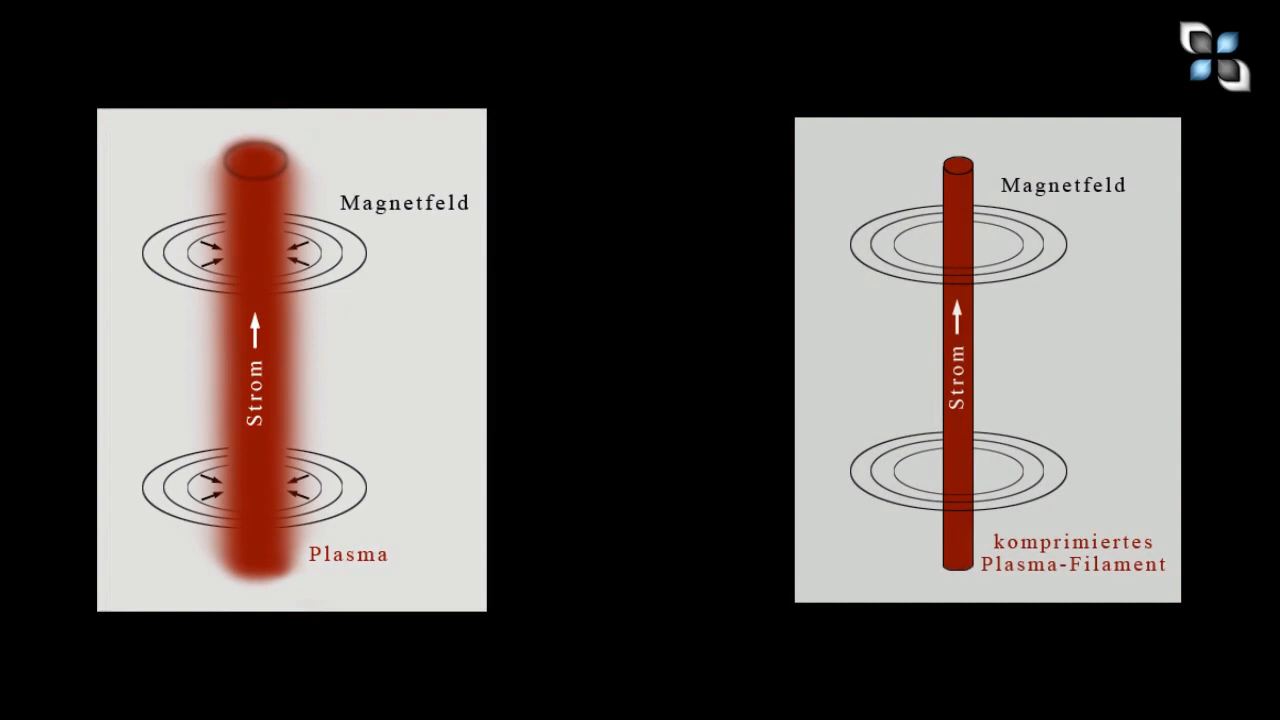 Magnetfeld
Strom
Plasma
Magnetfeld
Strom
komprimiertes
Plasma-Filament